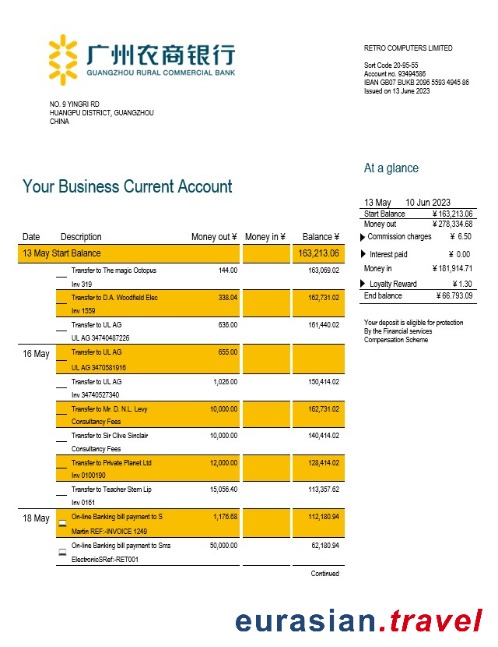 广州农商银行
GUANGZHOU RURAL COMMERCIAL BANK
NO. 9 YINGRI RD
HUANGPU DISTRICT, GUANGZHOU
CHINA
RETRO COMPUTERS LIMITED
Sort Code 20-95-55
Account no. 93494586
IBAN GB07 BUKB 2096 5593 4945 86
Issued on 13 June 2023
At a glance
Your Business Current Account
13 May 10 Jun 2023
Start Balance ¥ 163,213.06
Money out ¥ 278,334.68
Commission charges ¥ 6.50
Interest paid ¥ 0.00
Money in ¥ 181,914.71
Loyalty Reward ¥ 1.30
End balance ¥ 66.793.09
Your deposit is eligible for protection
By the Financial services
Compensation Scheme
Date Description Money out ¥ Money in ¥ Balance ¥
13 May Start Balance 163,213.06
Transfer to The magic Octopus 144.00 163,069.02
Inv 319
Transfer to D.A. Woodfield Elec 338.04 162,731.02
Inv 1559
Transfer to UL AG 636.00 161,440.02
UL AG 34740487226
16 May Transfer to UL AG 655.00
UL AG 3470581916
Transfer to UL AG 1,026.00 150,414.02
Inv 34740527340
Transfer to Mr. D. N.L. Levy 10,000.00 162,731.02
Consultancy Fees
Transfer to Sir Clive Sinclair 10,000.00 140,414.02
Consultancy Fees
Transfer to Private Planet Ltd 12,000.00 128,414.02
Inv 0100190
Transfer to Teacher Stem Lip 15,056.40 113,357.62
Inv 0161
18 May On-line Banking bill payment to S 1,176.68 112,180.94
Martin REF:-INVOICE 1249
On-line Banking bill payment to Sms 50,000.00 62,180.94
ElectronicSRef:-RET001
Continued
eurasian.travel